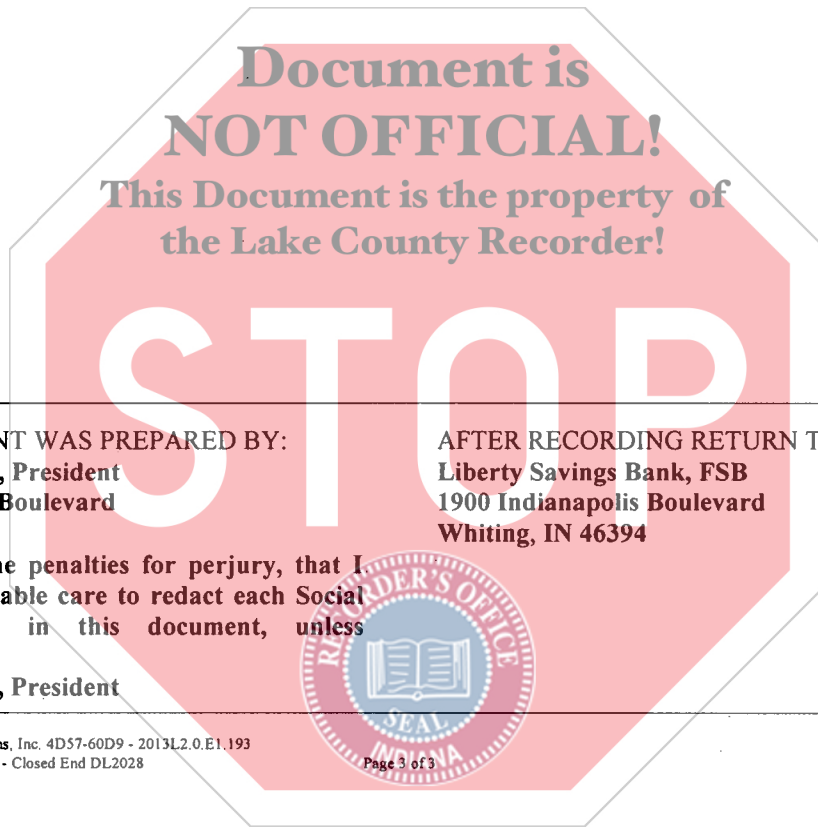 Document is
NOT OFFICIAL!
This Document is the property of
the Lake County Recorder!
STOP
NT WAS PREPARED BY:
, President
Boulevard
e penalties for perjury, that I
able care to redact each Social
in this document, unless
, President
AFTER RECORDING RETURN T
Liberty Savings Bank, FSB
1900 Indianapolis Boulevard
Whiting, IN 46394
RECORDER'S OFFICE
SEAL
INDIANA
s, Inc. 4D57-60D9 - 2013L2.0.E1.193
- Closed End DL2028
Page 3 of 3